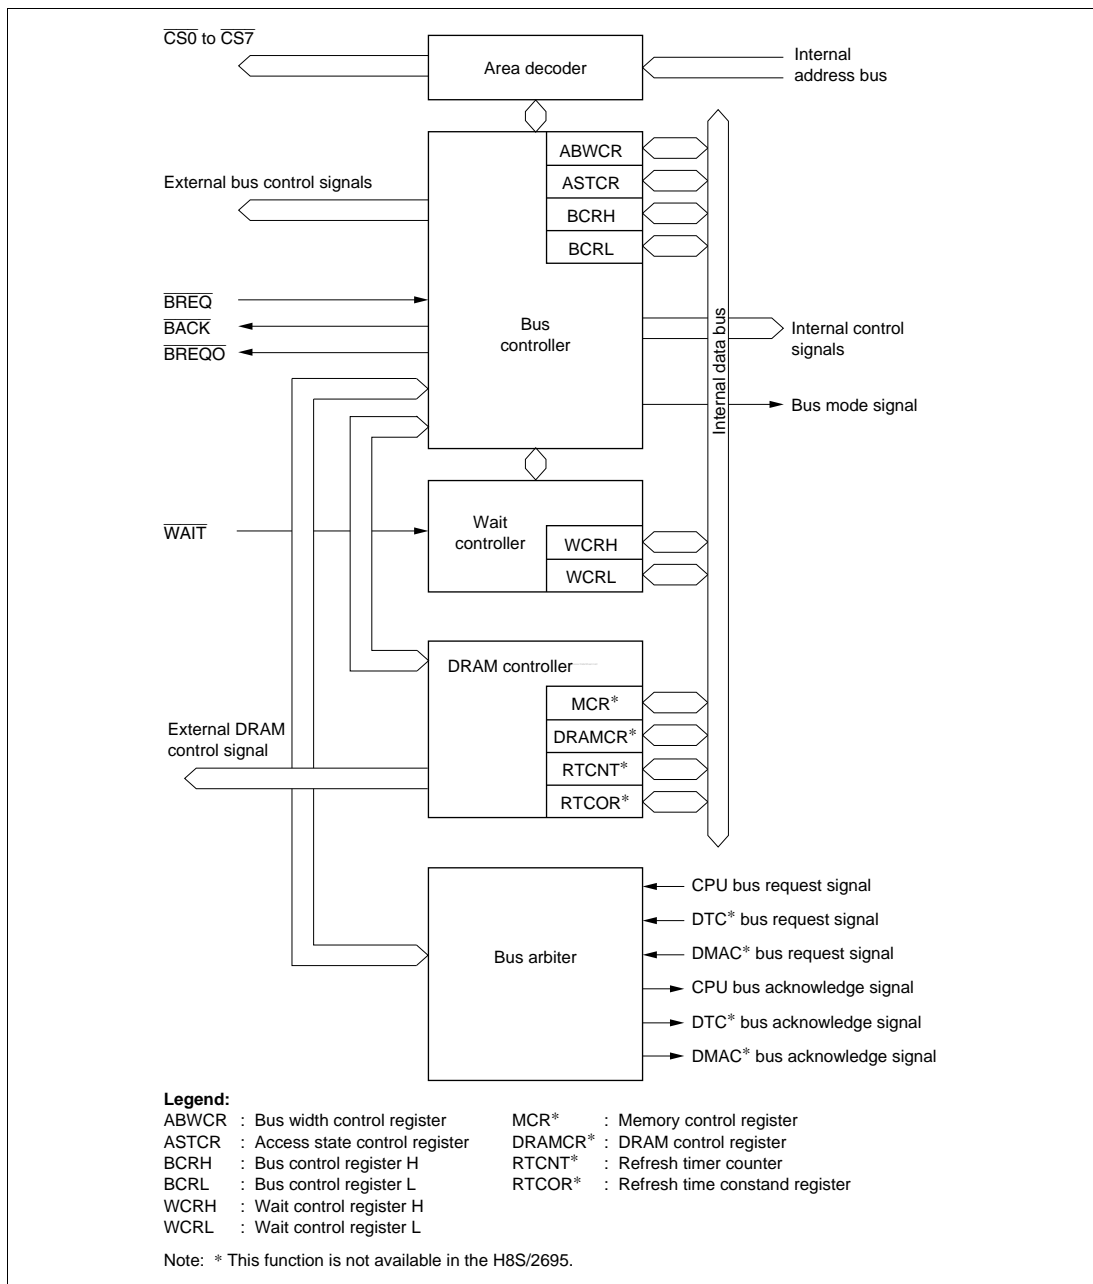 CS0 to CS7
Area decoder
Internal
address bus
ABWCR
ASTCR
BCRH
BCRL
External bus control signals
BREQ
BACK
BREQO
Bus
controller
Internal data bus
Internal control
signals
Bus mode signal
WAIT
Wait
controller
WCRH
WCRL
DRAM controller
MCR*
DRAMCR*
RTCNT*
RTCOR*
External DRAM
control signal
Bus arbiter
CPU bus request signal
DTC* bus request signal
DMAC* bus request signal
CPU bus acknowledge signal
DTC* bus acknowledge signal
DMAC* bus acknowledge signal
Legend:
ABWCR : Bus width control register
ASTCR : Access state control register
BCRH : Bus control register H
BCRL : Bus control register L
WCRH : Wait control register H
WCRL : Wait control register L
MCR* : Memory control register
DRAMCR* : DRAM control register
RTCNT* : Refresh timer counter
RTCOR* : Refresh time constand register
Note: * This function is not available in the H8S/2695.